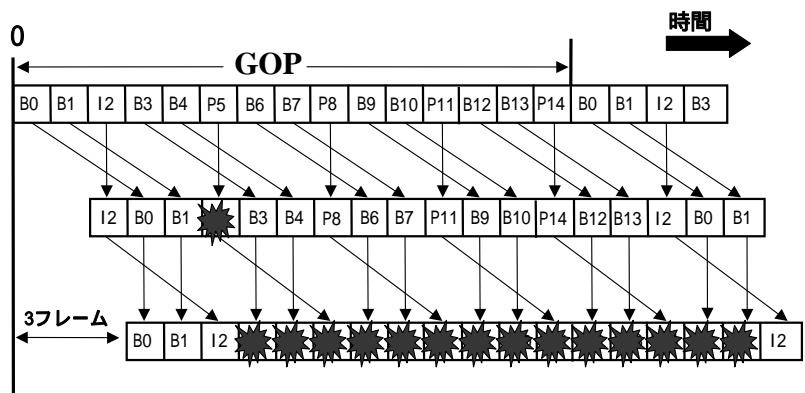 0
時間
GOP
B0 B1 I2 B3 B4 P5 B6 B7 P8 B9 B10 P11 B12 B13 P14 B0 B1 I2 B3
I2 B0 B1 B3 B4 P8 B6 B7 P11 B9 B10 P14 B12 B13 I2 B0 B1
3フレーム
B0 B1 I2 I2